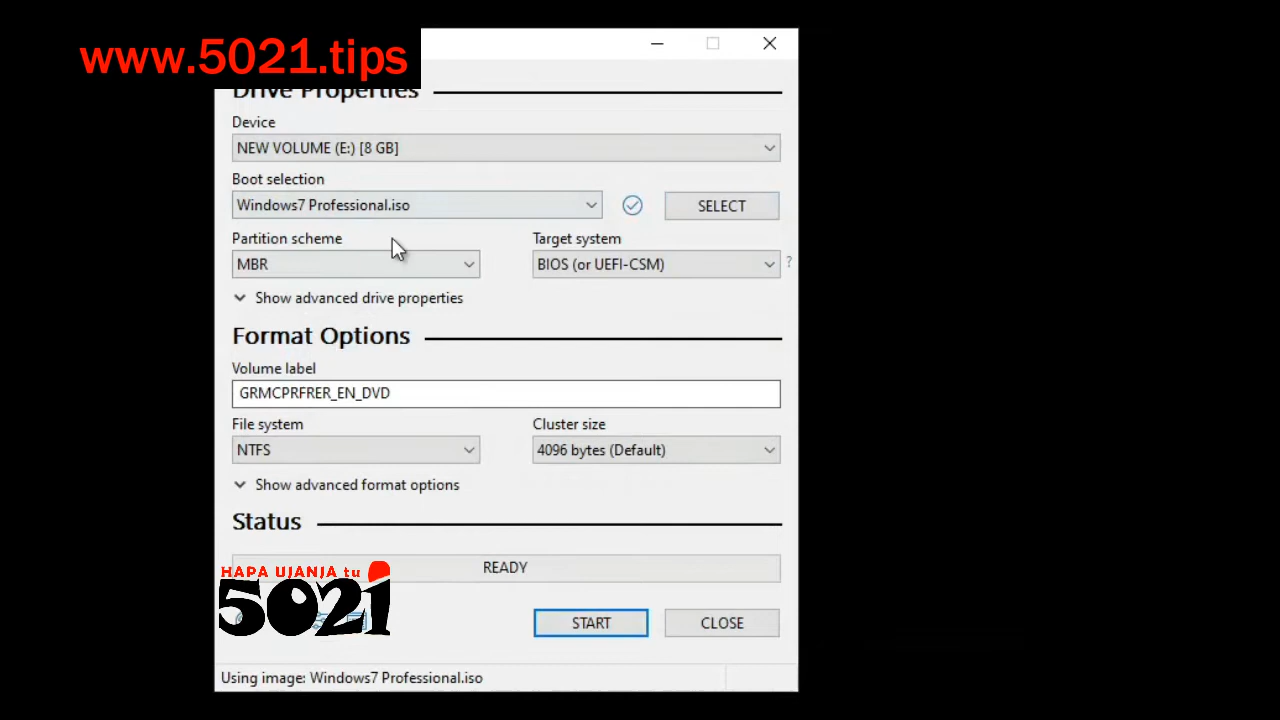 www.5021.tips
Drive Properties
Device
NEW VOLUME (E:) [8 GB]
Boot selection
Windows7 Professional.iso
SELECT
Partition scheme
Target system
MBR
BIOS (or UEFI-CSM)
?
Show advanced drive properties
Format Options
Volume label
GRMCPRFRER_EN_DVD
File system
Cluster size
NTFS
4096 bytes (Default)
Show advanced format options
Status
READY
HAPA UJANJA tu
5021
START
CLOSE
Using image: Windows7 Professional.iso